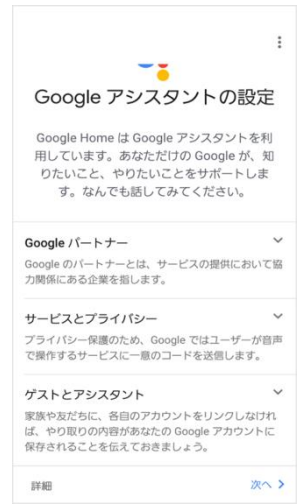 Google アシスタントの設定
Google Home は Google アシスタントを利
用しています。あなただけの Google が、知
りたいこと、やりたいことをサポートしま
す。なんでも話してみてください。
Google パートナー
Google のパートナーとは、サービスの提供において協
力関係にある企業を指します。
サービスとプライバシー
プライバシー保護のため、Google ではユーザーが音声
で操作するサービスに一意のコードを送信します。
ゲストとアシスタント
家族や友だちに、各自のアカウントをリンクしなけれ
ば、やり取りの内容があなたの Google アカウントに
保存されることを伝えておきましょう。
詳細
次へ